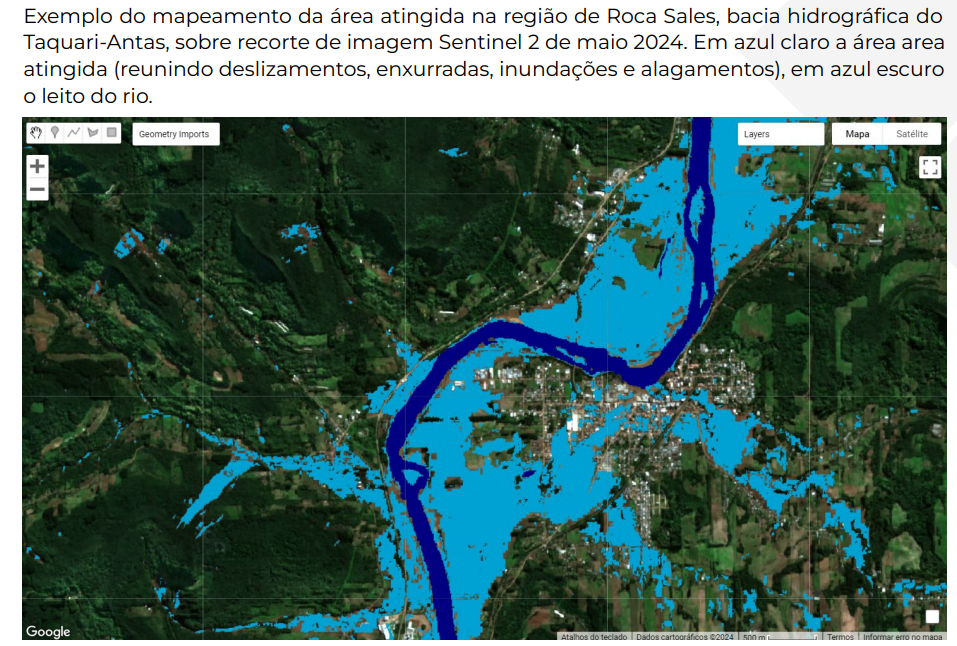 Exemplo do mapeamento da área atingida na região de Roca Sales, bacia hidrográfica do
Taquari-Antas, sobre recorte de imagem Sentinel 2 de maio 2024. Em azul claro a área area
atingida (reunindo deslizamentos, enxurradas, inundações e alagamentos), em azul escuro
o leito do rio.
Geometry Imports
Layers
Mapa
Satélite
Google
Atalhos do teclado
Dados cartográficos ©2024
500 m
Termos
Informar erro no mapa